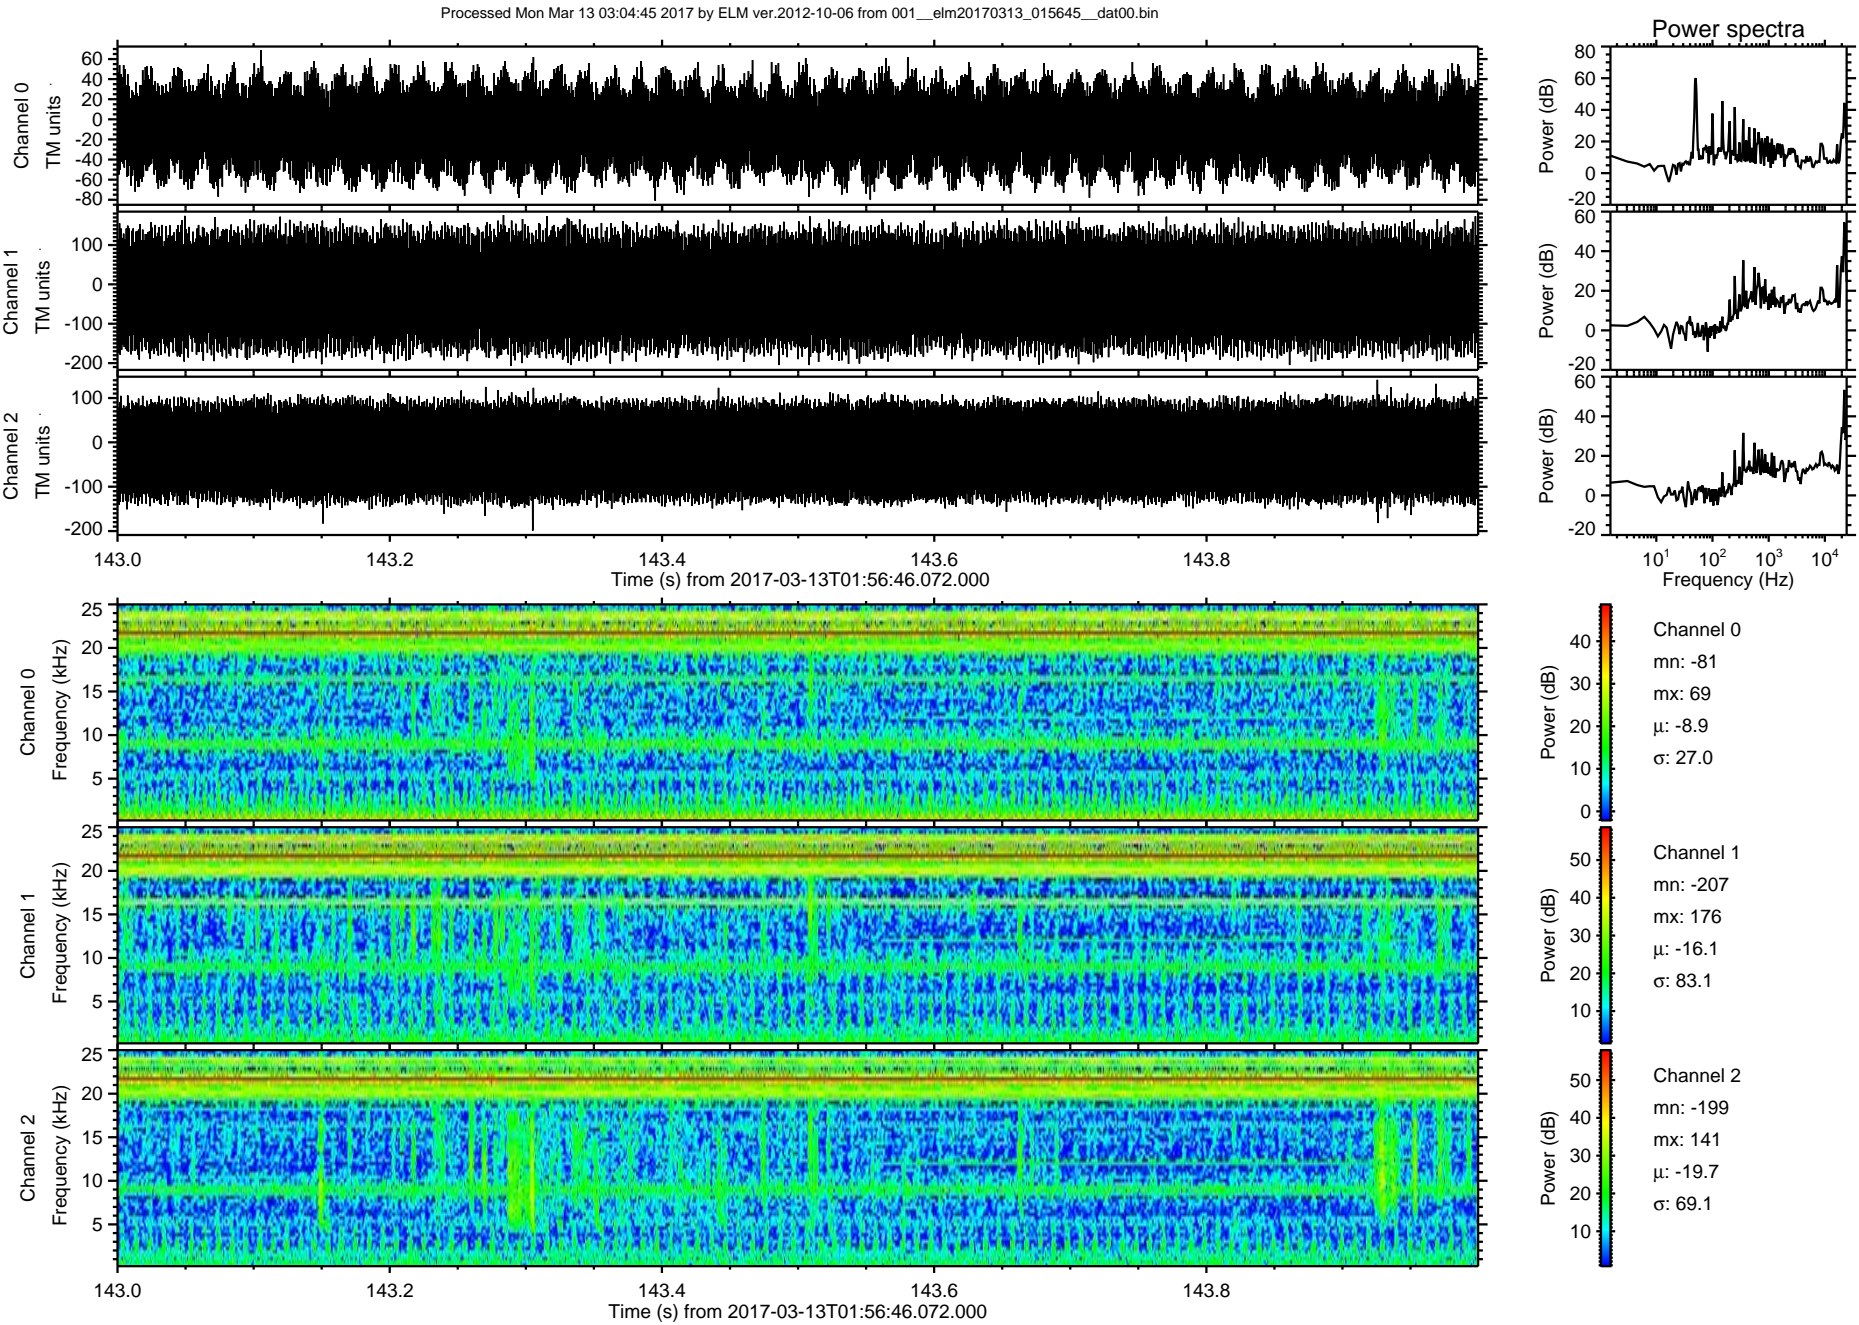 Processed Mon Mar 13 03:04:45 2017 by ELM ver.2012-10-06 from 001__elm20170313_015645__dat00.bin
Power spectra
Channel 0
TM units
60
40
20
0
-20
-40
-60
-80
Power (dB)
80
60
40
20
0
-20
Channel 1
TM units
100
0
-100
-200
Power (dB)
60
40
20
0
-20
Channel 2
TM units
100
0
-100
-200
Power (dB)
60
40
20
0
-20
143.0 143.2 143.4 143.6 143.8
Time (s) from 2017-03-13T01:56:46.072.000
10¹ 10² 10³ 10⁴
Frequency (Hz)
Channel 0
Frequency (kHz)
25
20
15
10
5
Power (dB)
40
30
20
10
0
Channel 0
mn: -81
mx: 69
μ: -8.9
σ: 27.0
Channel 1
Frequency (kHz)
25
20
15
10
5
Power (dB)
50
40
30
20
10
Channel 1
mn: -207
mx: 176
μ: -16.1
σ: 83.1
Channel 2
Frequency (kHz)
25
20
15
10
5
Power (dB)
50
40
30
20
10
Channel 2
mn: -199
mx: 141
μ: -19.7
σ: 69.1
143.0 143.2 143.4 143.6 143.8
Time (s) from 2017-03-13T01:56:46.072.000